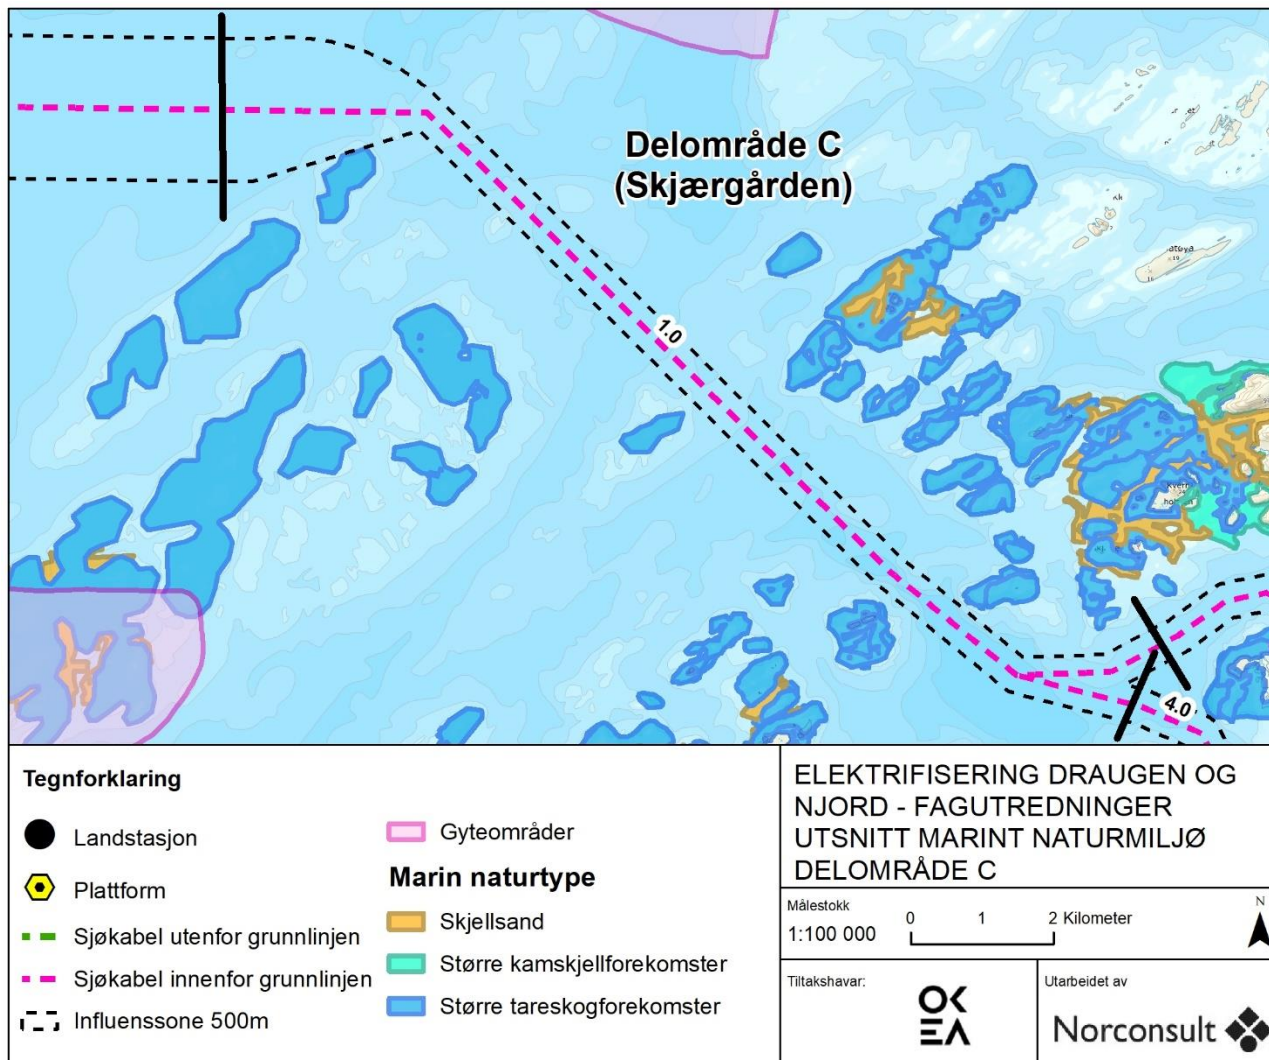 Delområde C
(Skjærgården)
1.0
4.0
Tegnforklaring
Landstasjon
Plattform
Sjøkabel utenfor grunnlinjen
Sjøkabel innenfor grunnlinjen
Influenssone 500m
Gyteområder
Marin naturtype
Skjellsand
Større kamskjellforekomster
Større tareskogforekomster
ELEKTRIFISERING DRAUGEN OG
NJORD - FAGUTREDNINGER
UTSNITT MARINT NATURMILJØ
DELOMRÅDE C
Målestokk
1:100 000
0 1 2 Kilometer
N
Tiltakshavar:
OKEA
Utarbeidet av
Norconsult